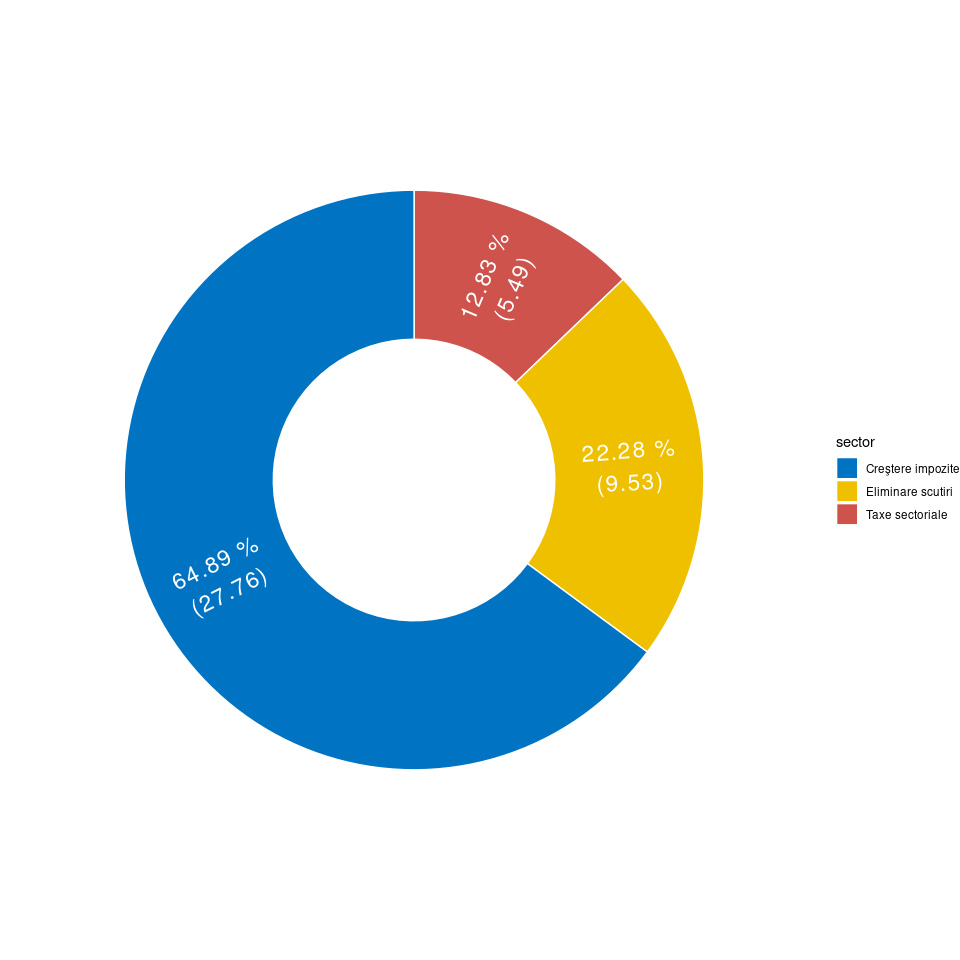 12.83 %
(5.49)
22.28 %
(9.53)
64.89 %
(27.76)
sector
Creştere impozite
Eliminare scutiri
Taxe sectoriale